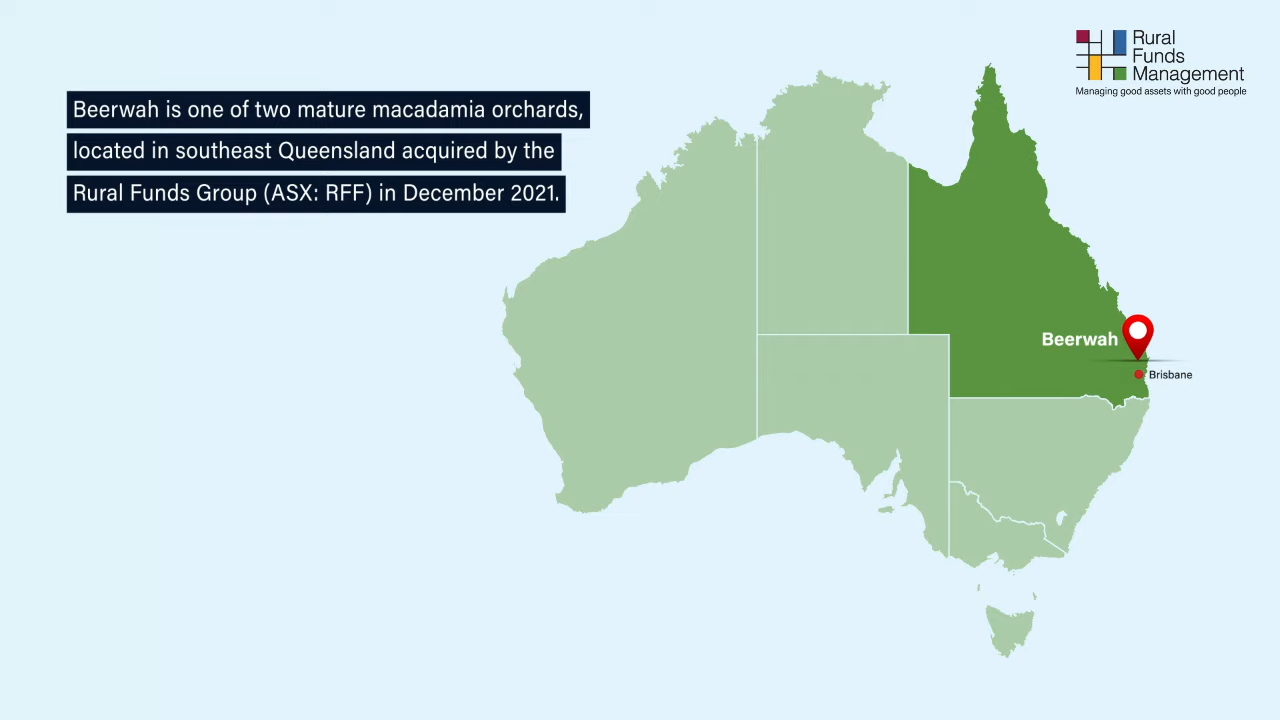 Rural
Funds
Management
Managing good assets with good people
Beerwah is one of two mature macadamia orchards,
located in southeast Queensland acquired by the
Rural Funds Group (ASX: RFF) in December 2021.
Beerwah
Brisbane